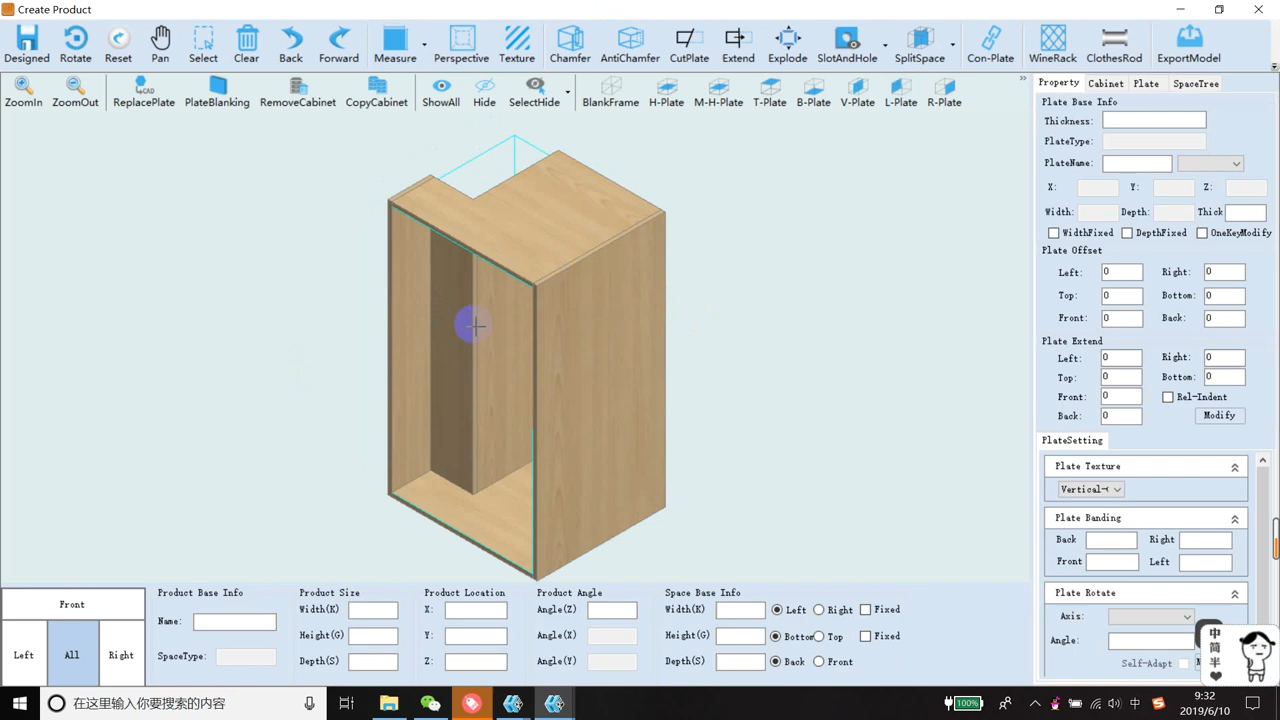 Create Product
Designed Rotate Reset Pan Select Clear Back Forward Measure Perspective Texture Chamfer AntiChamfer CutPlate Extend Explode SlotAndHole SplitSpace Con-Plate WineRack ClothesRod ExportModel
ZoomIn ZoomOut ReplatePlate PlateBlanking RemoveCabinet CopyCabinet ShowAll Hide SelectHide BlankFrame H-Plate M-H-Plate T-Plate B-Plate V-Plate L-Plate R-Plate
Property Cabinet Plate SpaceTree
Plate Base Info
Thickness:
PlateType:
PlateName:
X: Y: Z:
Width: Depth: Thick
WidthFixed DepthFixed OneKeyModify
Plate Offset
Left: 0 Right: 0
Top: 0 Bottom: 0
Front: 0 Back: 0
Plate Extend
Left: 0 Right: 0
Top: 0 Bottom: 0
Front: 0 Rel-Indent
Back: 0 Modify
PlateSetting
Plate Texture
Vertical-
Plate Banding
Back Right
Front Left
Plate Rotate
Axis:
Angle:
Self-Adapt
Front
Left All Right
Product Base Info Product Size Product Location Product Angle Space Base Info
Name: Width(K) X: Angle(Z) Width(K) Left Right Fixed
Height(G) Y: Angle(X) Height(G) Bottom Top Fixed
SpaceType: Depth(S) Z: Angle(Y) Depth(S) Back Front
中
简
半
在这里输入你要搜索的内容
100%
中
9:32
2019/6/10